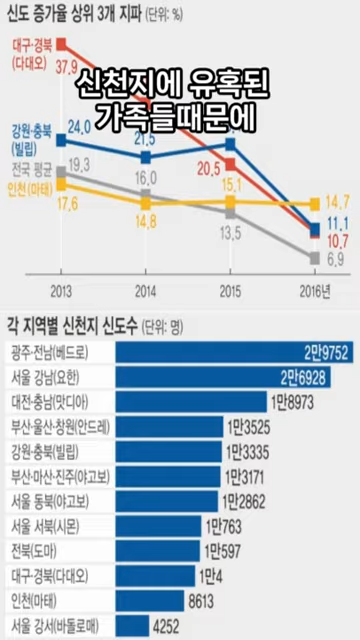 신도 증가율 상위 3개 지파 (단위: %)
대구·경북
(다대오)
37.9
신천지에 유혹된
가족들때문에
강원·충북
(빌립)
24.0
21.5
전국 평균
19.3
16.0
20.5
인천(마태)
17.6
14.8
15.1
13.5
14.7
11.1
10.7
6.9
2013
2014
2015
2016년
각 지역별 신천지 신도수 (단위: 명)
광주·전남(베드로) 2만9752
서울 강남(요한) 2만6928
대전·충남(맛디아) 1만8973
부산·울산·창원(안드레) 1만3525
강원·충북(빌립) 1만3335
부산·마산·진주(야고보) 1만3171
서울 동북(야고보) 1만2862
서울 서북(시몬) 1만763
전북(도마) 1만597
대구·경북(다대오) 1만4
인천(마태) 8613
서울 강서(바돌로매) 4252